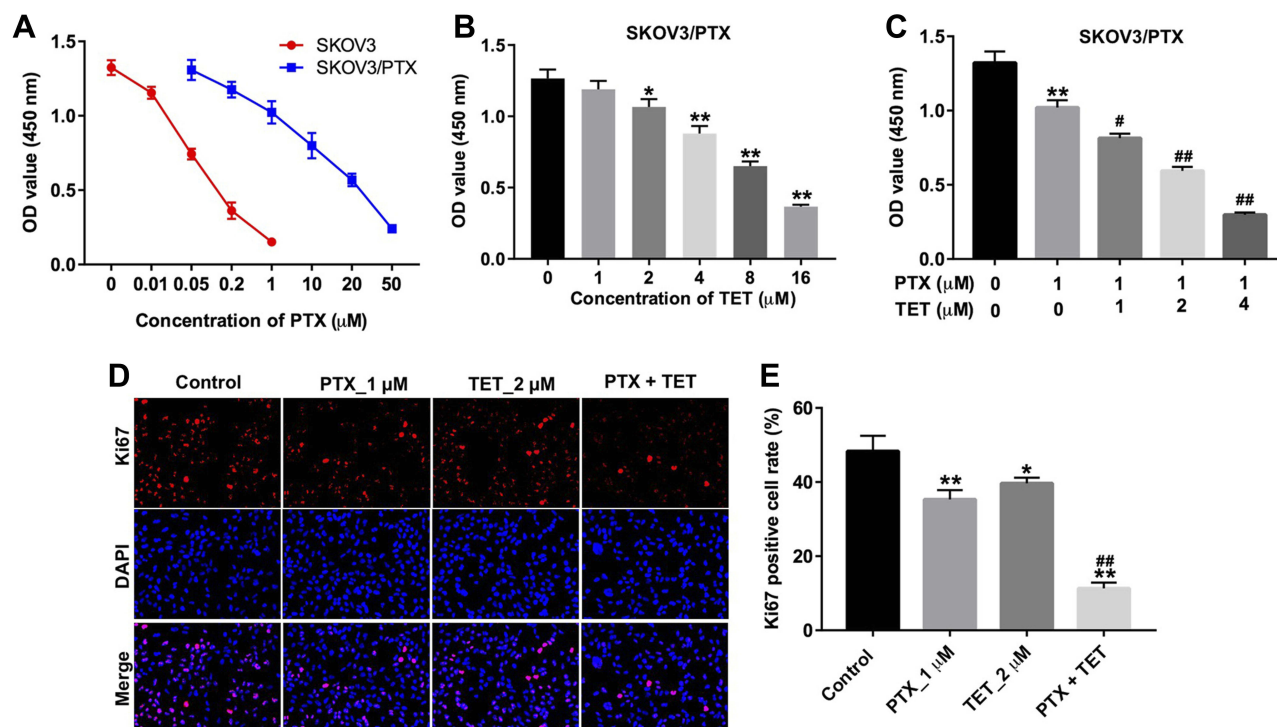 A
1.5
1.0
0.5
0.0
OD value (450 nm)
SKOV3
SKOV3/PTX
0 0.01 0.05 0.2 1 10 20 50
Concentration of PTX (μM)
B
SKOV3/PTX
1.5
1.0
0.5
0.0
OD value (450 nm)
*
**
**
**
0 1 2 4 8 16
Concentration of TET (μM)
C
SKOV3/PTX
1.5
1.0
0.5
0.0
OD value (450 nm)
**
#
##
##
PTX (μM) 0 1 1 1 1
TET (μM) 0 0 1 2 4
D
Control PTX_1 μM TET_2 μM PTX + TET
Ki67
DAPI
Merge
E
60
40
20
0
Ki67 positive cell rate (%)
**
*
##
**
Control PTX_1 μM TET_2 μM PTX + TET